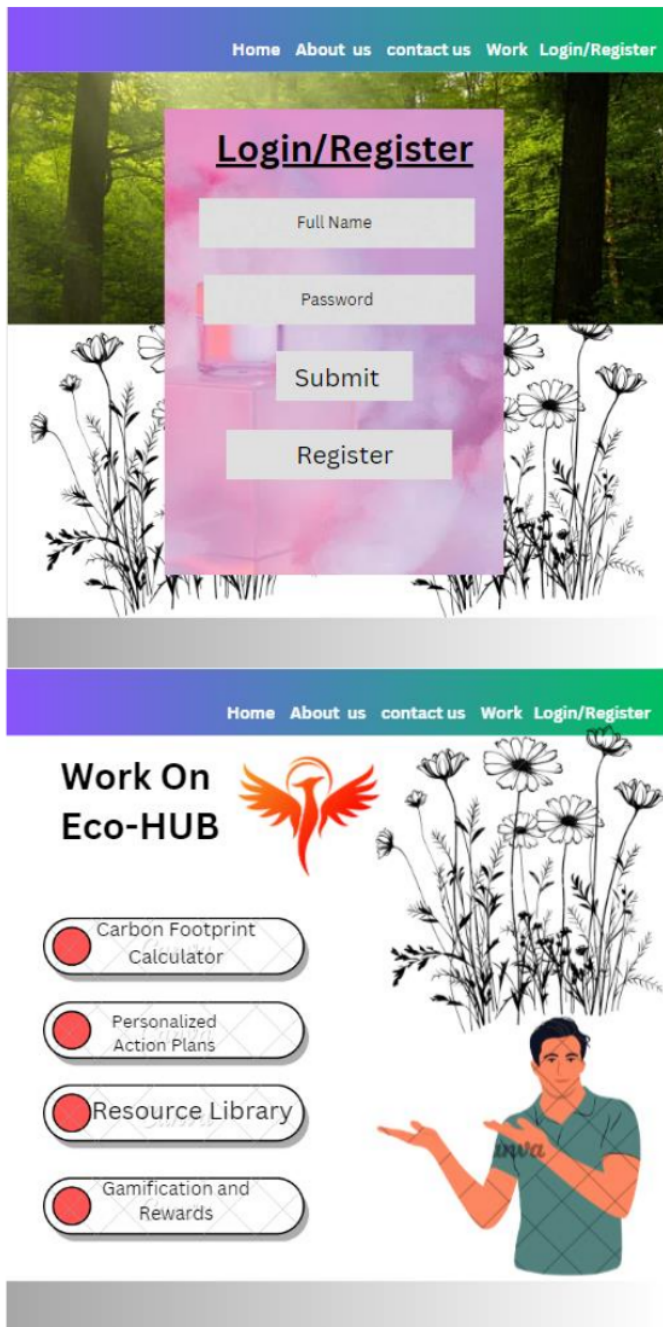 Home About us contact us Work Login/Register
Login/Register
Full Name
Password
Submit
Register
Home About us contact us Work Login/Register
Work On
Eco-HUB
Carbon Footprint
Calculator
Personalized
Action Plans
Resource Library
Gamification and
Rewards